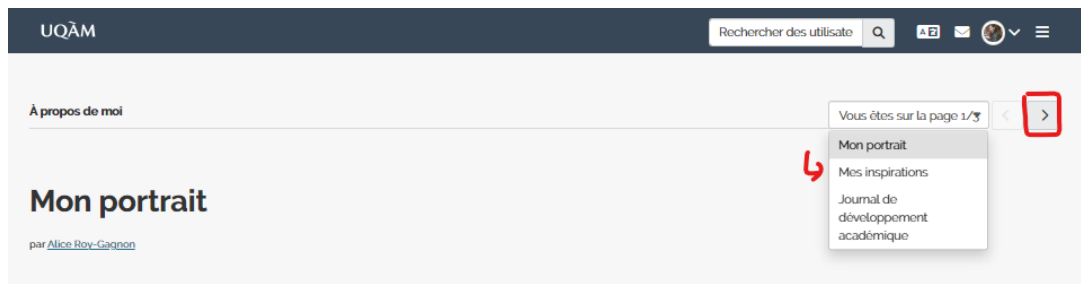 UQÀM
Rechercher des utilisate
À propos de moi
Vous êtes sur la page 1/3
Mon portrait
Mes inspirations
Journal de
développement
académique
Mon portrait
par Alice Roy-Gagnon